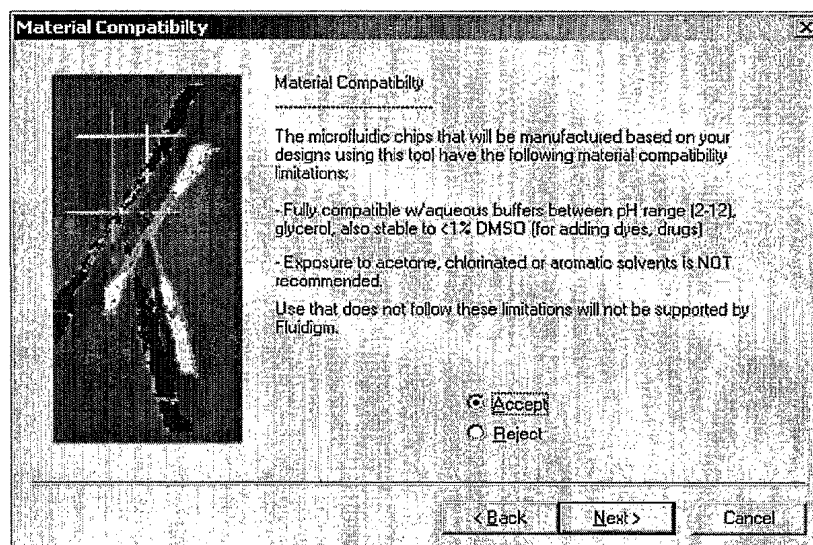 Material Compatibilty
Material Compatibilty
------------------------------
The microfluidic chips that will be manufactured based on your
designs using this tool have the following material compatibility
limitations:
- Fully compatible w/aqueous buffers between pH range (2-12),
glycerol, also stable to <1% DMSO (for adding dyes, drugs)
- Exposure to acetone, chlorinated or aromatic solvents is NOT
recommended.
Use that does not follow these limitations will not be supported by
Fluidigm.
Accept
Reject
< Back Next > Cancel